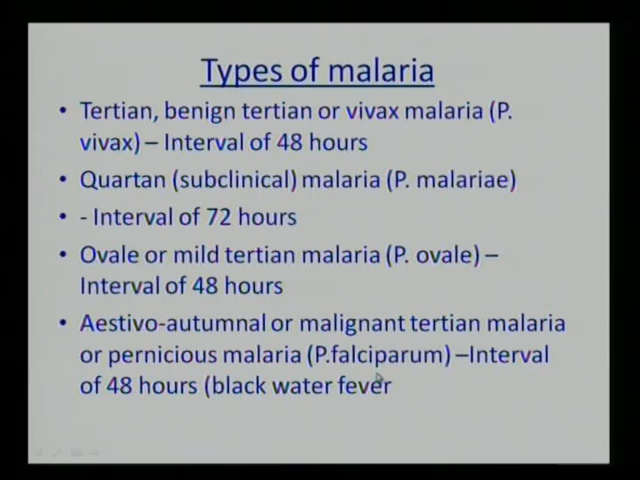 Types of malaria
• Tertian, benign tertian or vivax malaria (P.
vivax) – Interval of 48 hours
• Quartan (subclinical) malaria (P. malariae)
• - Interval of 72 hours
• Ovale or mild tertian malaria (P. ovale) –
Interval of 48 hours
• Aestivo-autumnal or malignant tertian malaria
or pernicious malaria (P.falciparum) –Interval
of 48 hours (black water fever